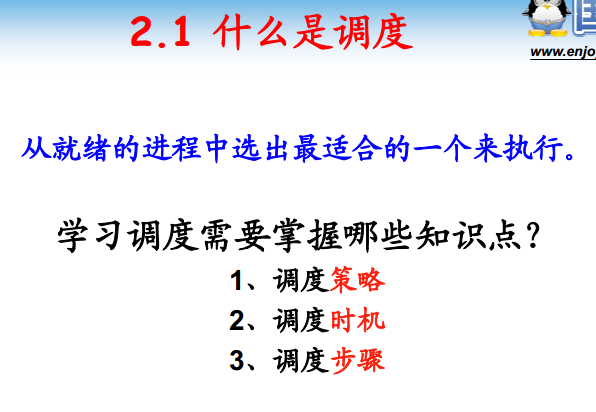 2.1 什么是调度
www.enjo
从就绪的进程中选出最适合的一个来执行。
学习调度需要掌握哪些知识点？
1、调度策略
2、调度时机
3、调度步骤